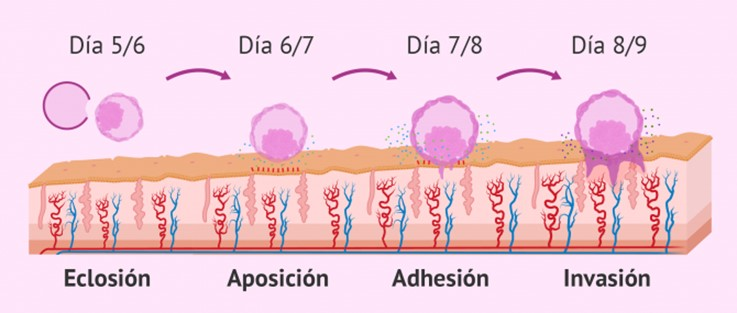 Día 5/6
Día 6/7
Día 7/8
Día 8/9
Eclosión
Aposición
Adhesión
Invasión